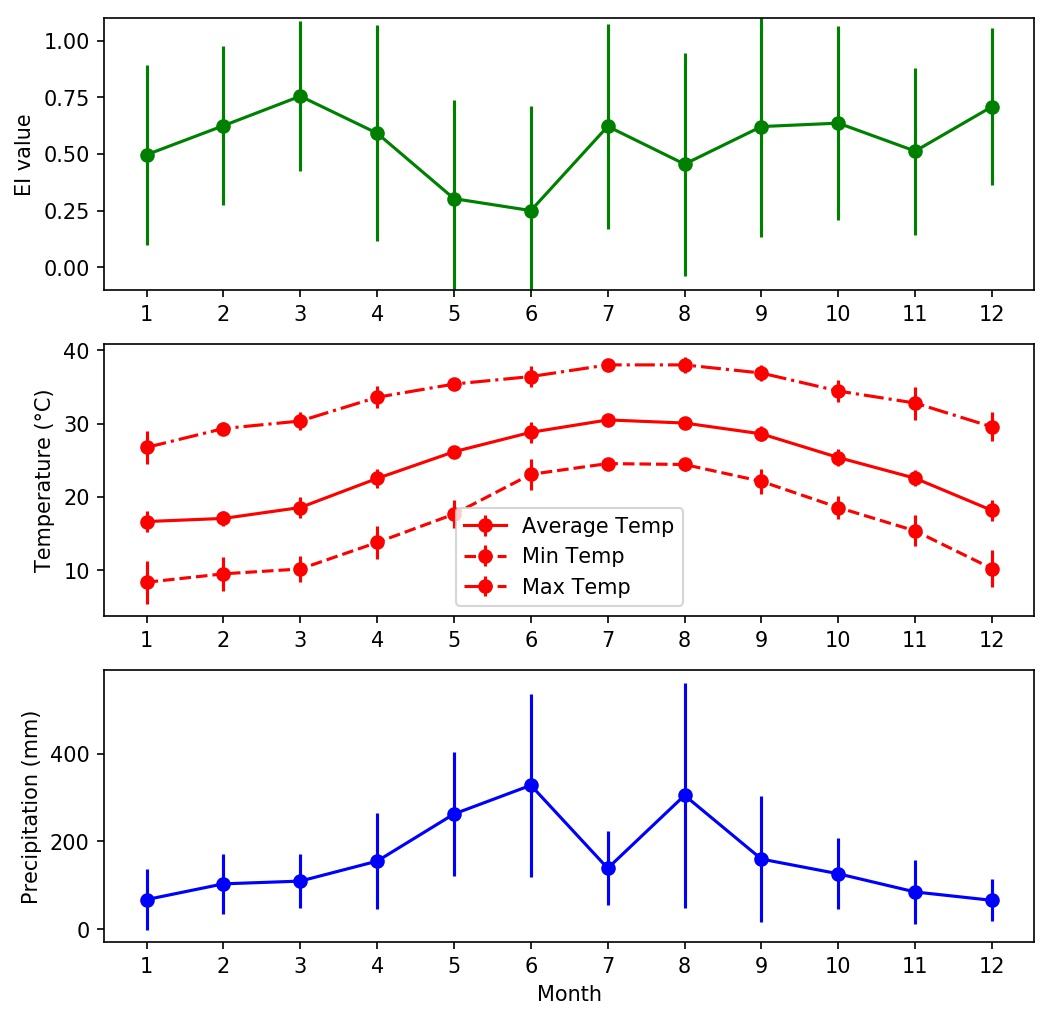 EI value
1.00
0.75
0.50
0.25
0.00
1 2 3 4 5 6 7 8 9 10 11 12
Temperature (°C)
40
30
20
10
Average Temp
Min Temp
Max Temp
1 2 3 4 5 6 7 8 9 10 11 12
Precipitation (mm)
400
200
0
1 2 3 4 5 6 7 8 9 10 11 12
Month